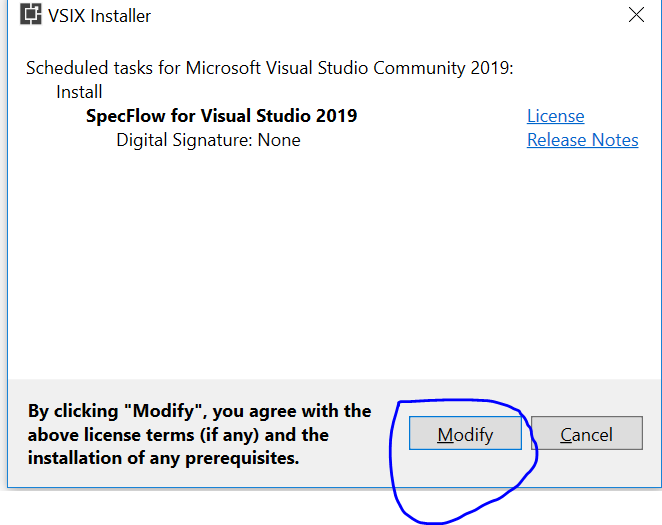 VSIX Installer
Scheduled tasks for Microsoft Visual Studio Community 2019:
Install
SpecFlow for Visual Studio 2019 License
Digital Signature: None Release Notes
By clicking "Modify", you agree with the
above license terms (if any) and the
installation of any prerequisites.
Modify Cancel